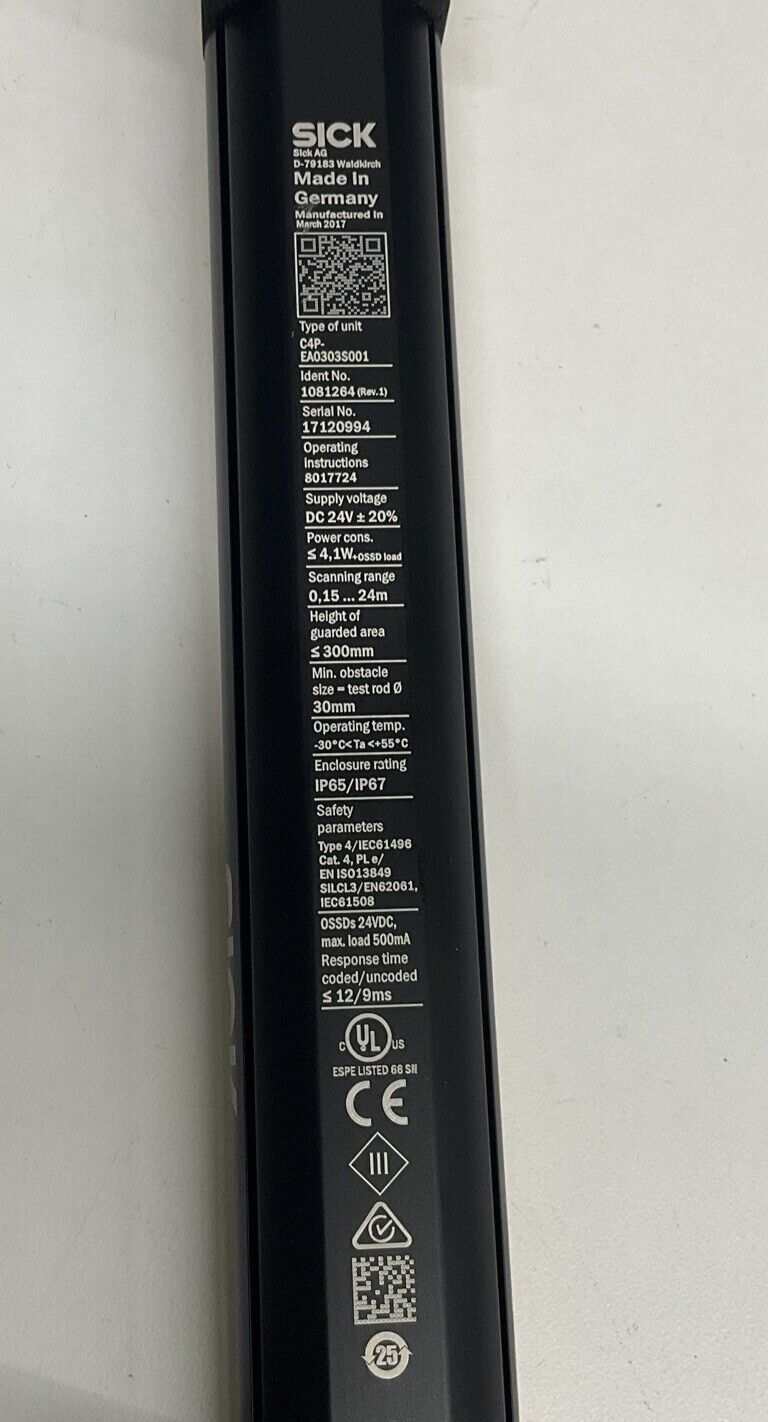 SICK
Sick AG
D-79183 Waldkirch
Made in
Germany
Manufactured in
March 2017
Type of unit
C4P-
EA0303S001
Ident No.
1081264 (Rev.1)
Serial No.
17120994
Operating
instructions
8017724
Supply voltage
DC 24V ± 20%
Power cons.
≤ 4,1W+OSSD load
Scanning range
0,15 ... 24m
Height of
guarded area
≤ 300mm
Min. obstacle
size = test rod Ø
30mm
Operating temp.
-30°C< Ta <+55°C
Enclosure rating
IP65/IP67
Safety
parameters
Type 4/IEC61496
Cat. 4, PL e/
EN ISO13849
SILCL3/EN62061,
IEC61508
OSSDs 24VDC,
max. load 500mA
Response time
coded/uncoded
≤ 12/9ms
C UL US
ESPE LISTED 68 SN
CE
III
25